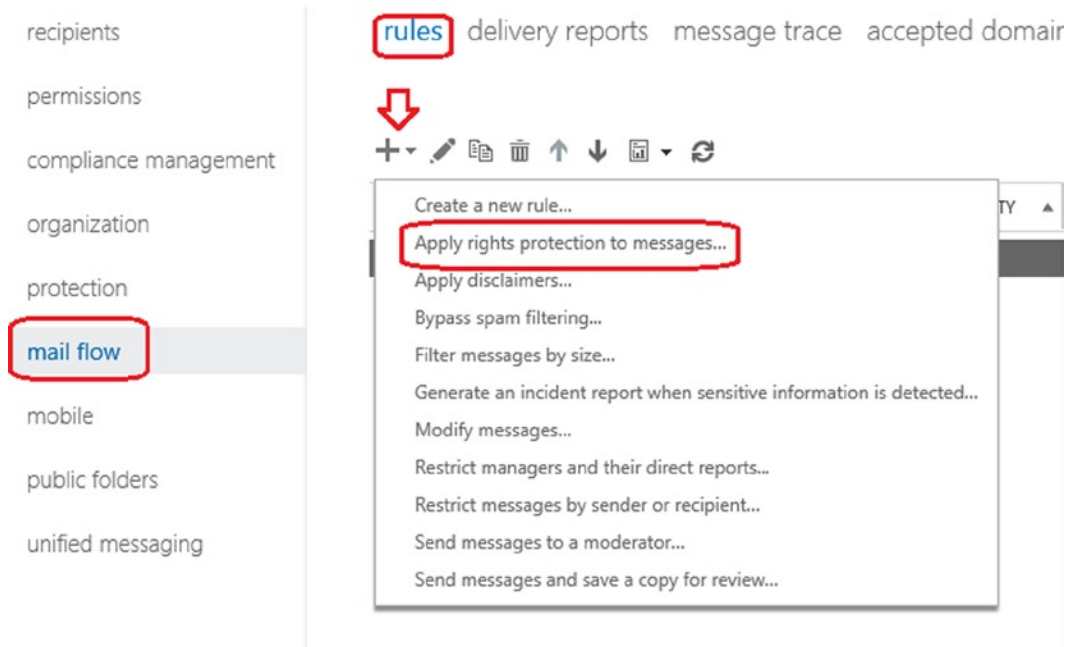 recipients
permissions
compliance management
organization
protection
mail flow
mobile
public folders
unified messaging
rules delivery reports message trace accepted domain
TY
Create a new rule...
Apply rights protection to messages...
Apply disclaimers...
Bypass spam filtering...
Filter messages by size...
Generate an incident report when sensitive information is detected...
Modify messages...
Restrict managers and their direct reports...
Restrict messages by sender or recipient...
Send messages to a moderator...
Send messages and save a copy for review...